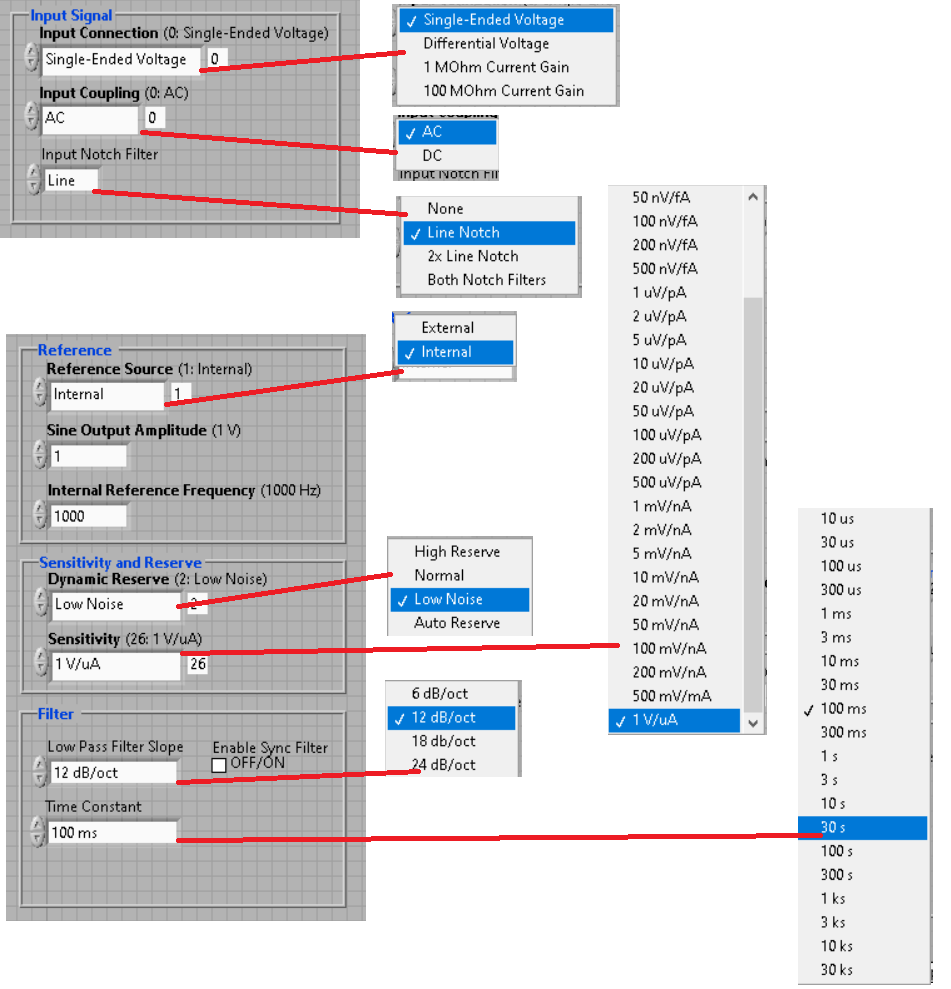 Input Signal
Input Connection (0: Single-Ended Voltage)
Single-Ended Voltage 0
Input Coupling (0: AC)
AC 0
Input Notch Filter
Line
✓ Single-Ended Voltage
Differential Voltage
1 MOhm Current Gain
100 MOhm Current Gain
✓ AC
DC
Input Notch Fil
None
✓ Line Notch
2x Line Notch
Both Notch Filters
Reference
Reference Source (1: Internal)
Internal 1
Sine Output Amplitude (1 V)
1
Internal Reference Frequency (1000 Hz)
1000
External
✓ Internal
Sensitivity and Reserve
Dynamic Reserve (2: Low Noise)
Low Noise 2
Sensitivity (26: 1 V/uA)
1 V/uA 26
High Reserve
Normal
✓ Low Noise
Auto Reserve
50 nV/fA
100 nV/fA
200 nV/fA
500 nV/fA
1 uV/pA
2 uV/pA
5 uV/pA
10 uV/pA
20 uV/pA
50 uV/pA
100 uV/pA
200 uV/pA
500 uV/pA
1 mV/nA
2 mV/nA
5 mV/nA
10 mV/nA
20 mV/nA
50 mV/nA
100 mV/nA
200 mV/nA
500 mV/mA
✓ 1 V/uA
Filter
Low Pass Filter Slope
12 dB/oct
Enable Sync Filter
OFF/ON
Time Constant
100 ms
6 dB/oct
✓ 12 dB/oct
18 db/oct
24 dB/oct
10 us
30 us
100 us
300 us
1 ms
3 ms
10 ms
30 ms
✓ 100 ms
300 ms
1 s
3 s
10 s
30 s
100 s
300 s
1 ks
3 ks
10 ks
30 ks